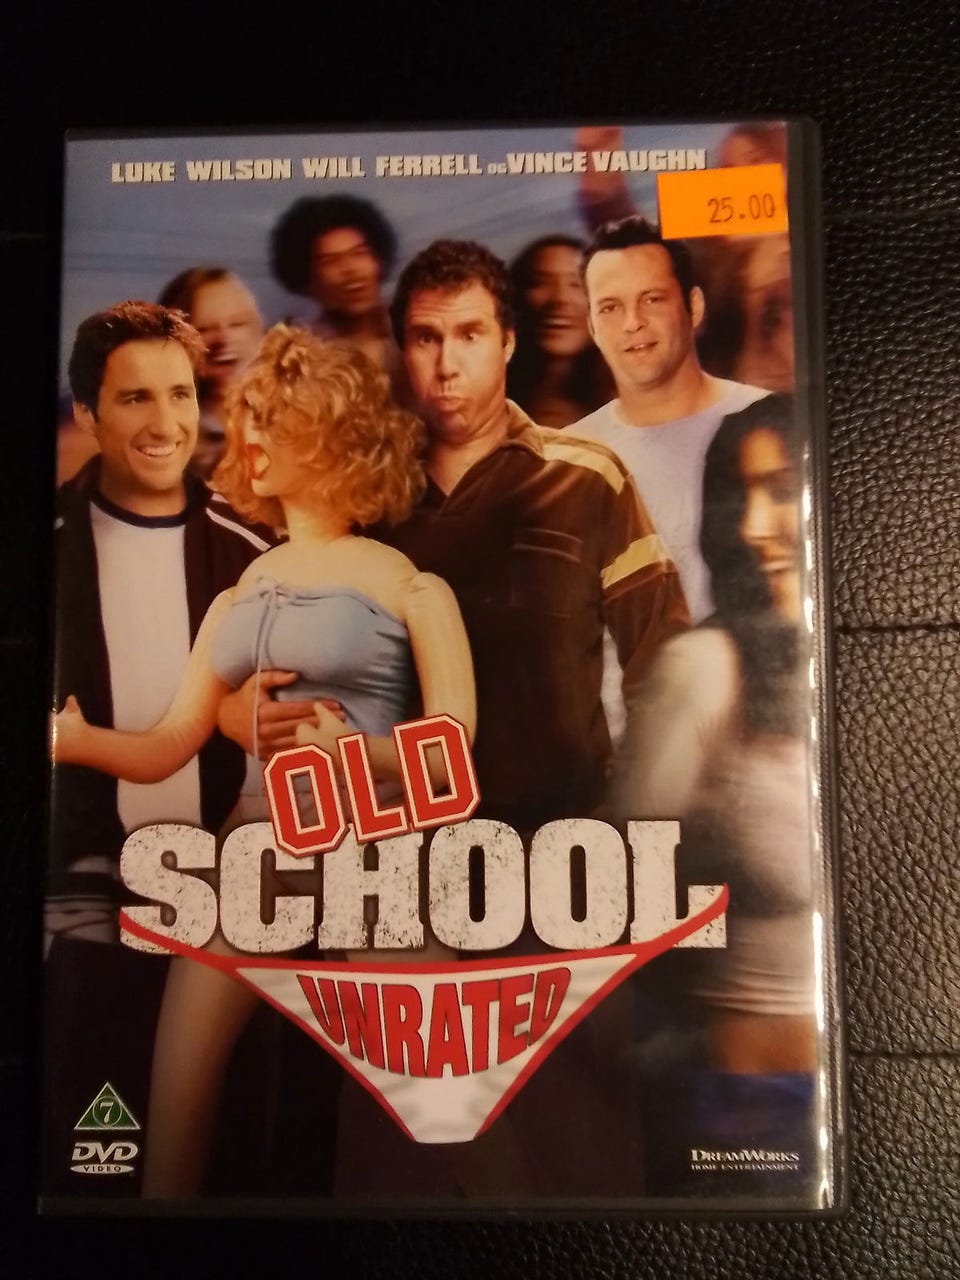 LUKE WILSON WILL FERRELL OG VINCE VAUGHN
25.00
OLD
SCHOOL
UNRATED
7
DVD
VIDEO
DREAMWORKS
HOME ENTERTAINMENT